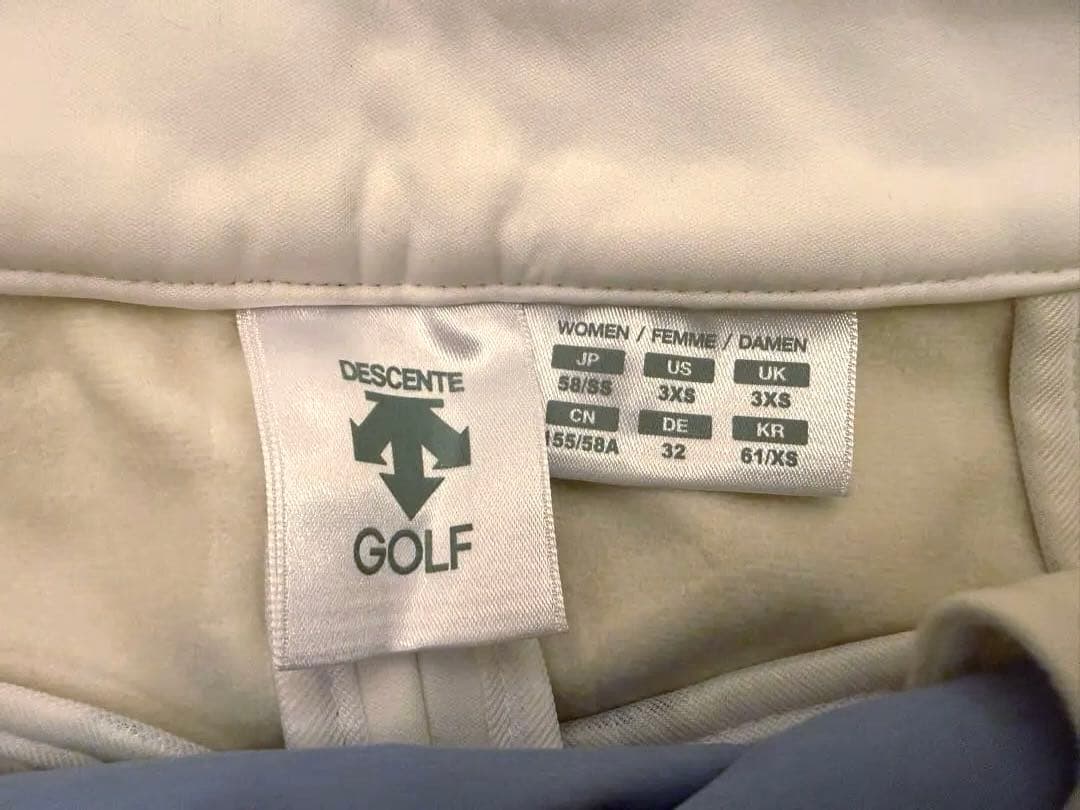 DESCENTE
GOLF
WOMEN / FEMME / DAMEN
JP US UK
58/SS 3XS 3XS
CN DE KR
155/58A 32 61/XS